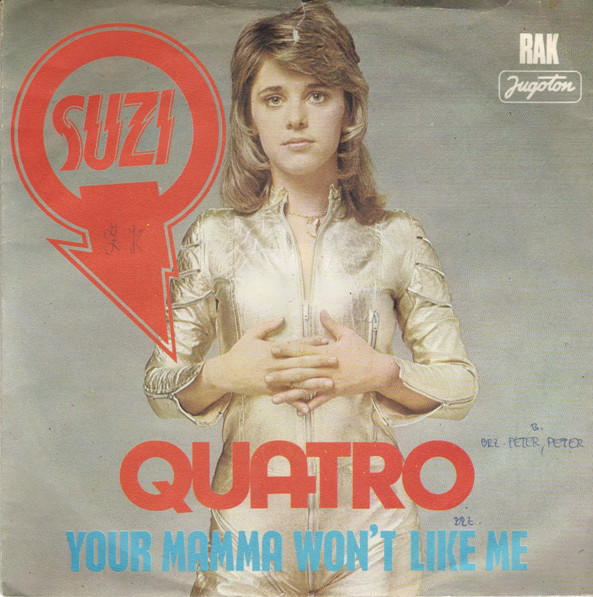 RAK
Jugoton
SUZI
QUATRO
YOUR MAMMA WON'T LIKE ME
PETER, PETER